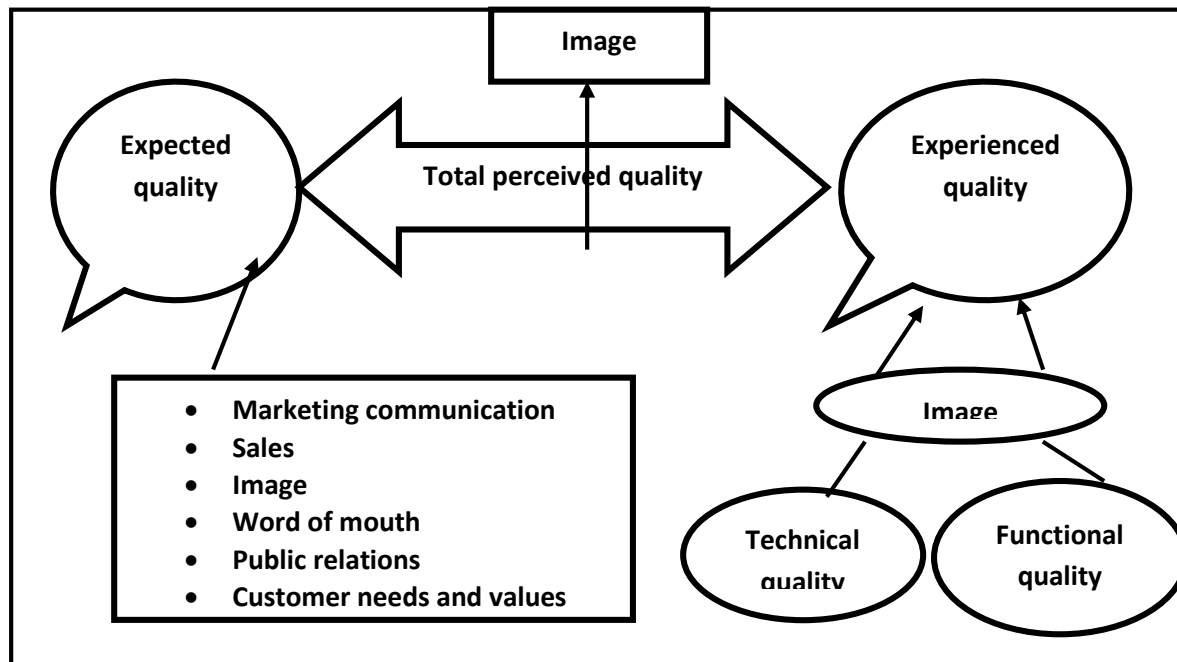 Image
Expected
quality
Total perceived quality
Experienced
quality
• Marketing communication
• Sales
• Image
• Word of mouth
• Public relations
• Customer needs and values
Image
Technical
quality
Functional
quality